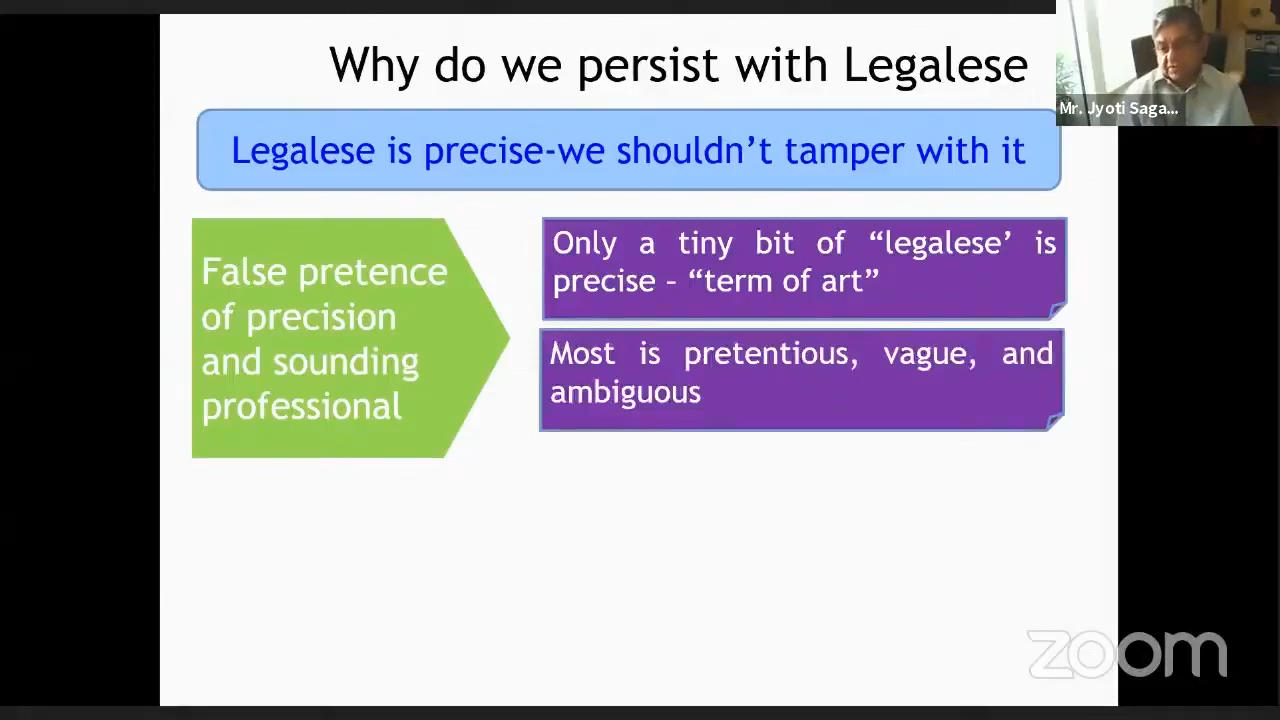 Why do we persist with Legalese
Mr. Jyoti Saga...
Legalese is precise-we shouldn’t tamper with it
False pretence
of precision
and sounding
professional
Only a tiny bit of “legalese’ is
precise – “term of art”
Most is pretentious, vague, and
ambiguous
zoom